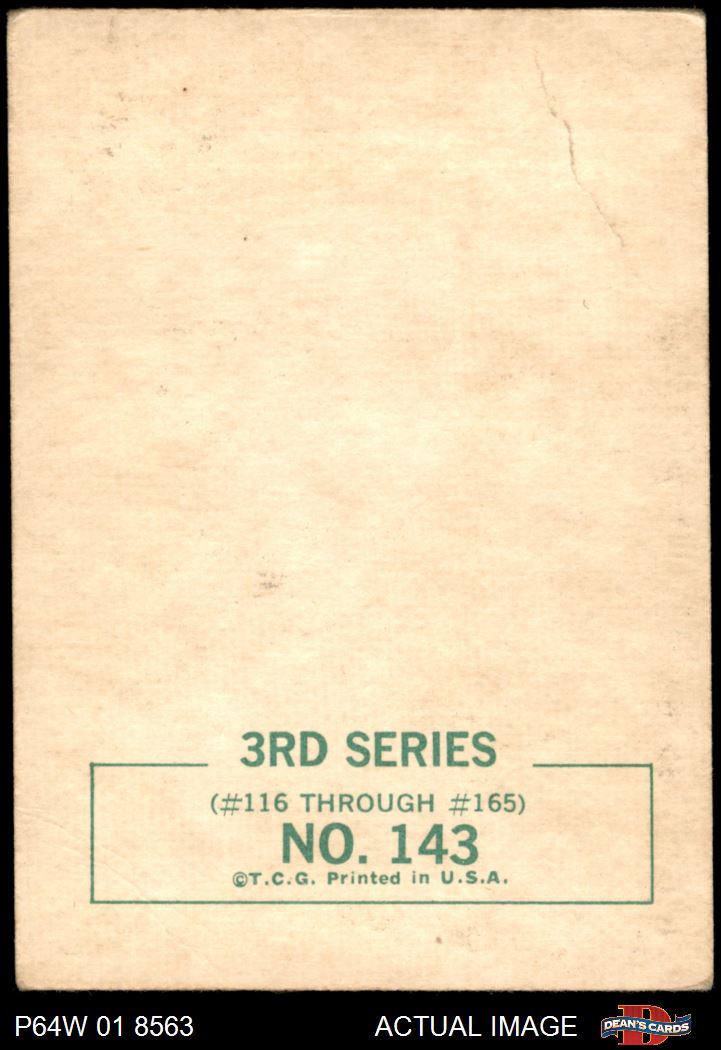 3RD SERIES
(#116 THROUGH #165)
NO. 143
©T.C.G. Printed in U.S.A.
P64W 01 8563
ACTUAL IMAGE
D
DEAN'S CARDS